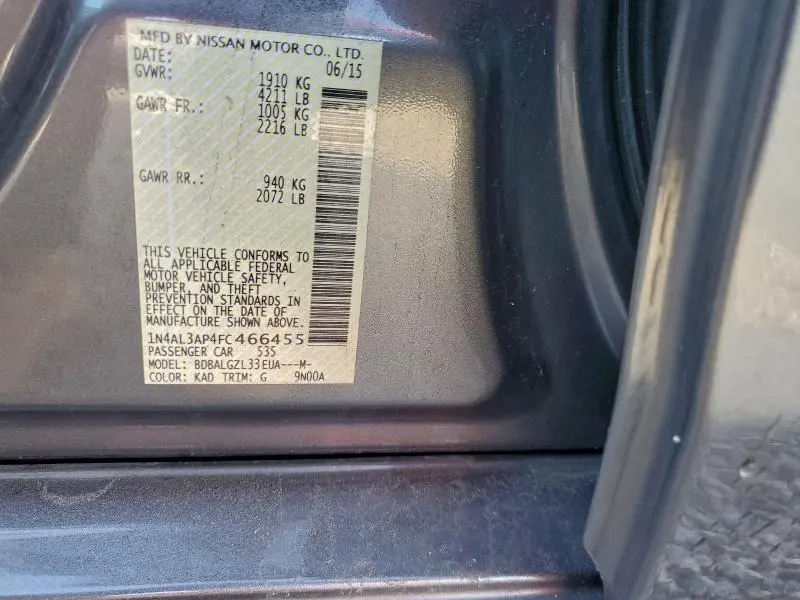 MFD BY NISSAN MOTOR CO., LTD.
DATE: 06/15
GVWR: 1910 KG
4211 LB
GAWR FR.: 1005 KG
2216 LB
GAWR RR.: 940 KG
2072 LB
THIS VEHICLE CONFORMS TO
ALL APPLICABLE FEDERAL
MOTOR VEHICLE SAFETY,
BUMPER, AND THEFT
PREVENTION STANDARDS IN
EFFECT ON THE DATE OF
MANUFACTURE SHOWN ABOVE.
1N4AL3AP4FC466455
PASSENGER CAR 535
MODEL: BDBALGZL33EUA---M-
COLOR: KAD TRIM: G 9N00A